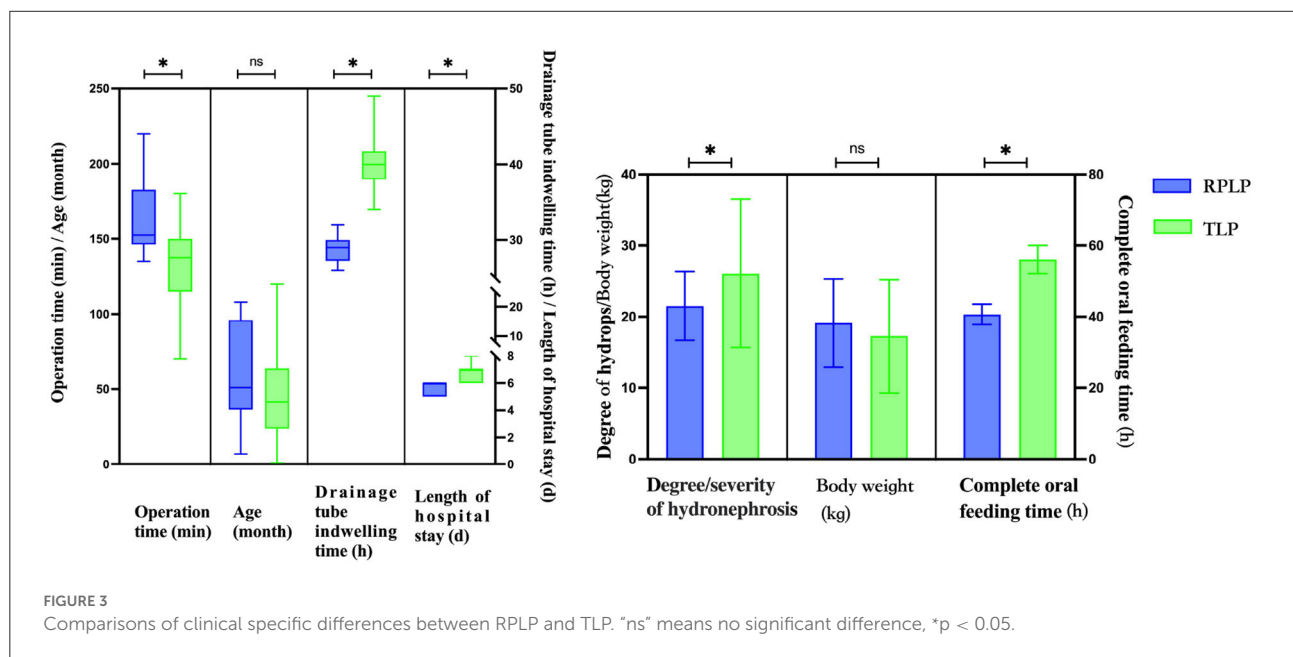 * ns * *
250
200
150
100
50
0
Operation time (min) / Age (month)
50
40
30
20
10
8
6
4
2
0
Drainage tube indwelling time (h) / Length of hospital stay (d)
Operation
time (min)
Age
(month)
Drainage
tube
indwelling
time (h)
Length of
hospital
stay (d)
* ns *
40
30
20
10
0
Degree of hydrops/Body weight(kg)
80
60
40
20
0
Complete oral feeding time (h)
Degree/severity
of hydronephrosis
Body weight
(kg)
Complete oral
feeding time (h)
RPLP
TLP
FIGURE 3
Comparisons of clinical specific differences between RPLP and TLP. "ns" means no significant difference, *p < 0.05.